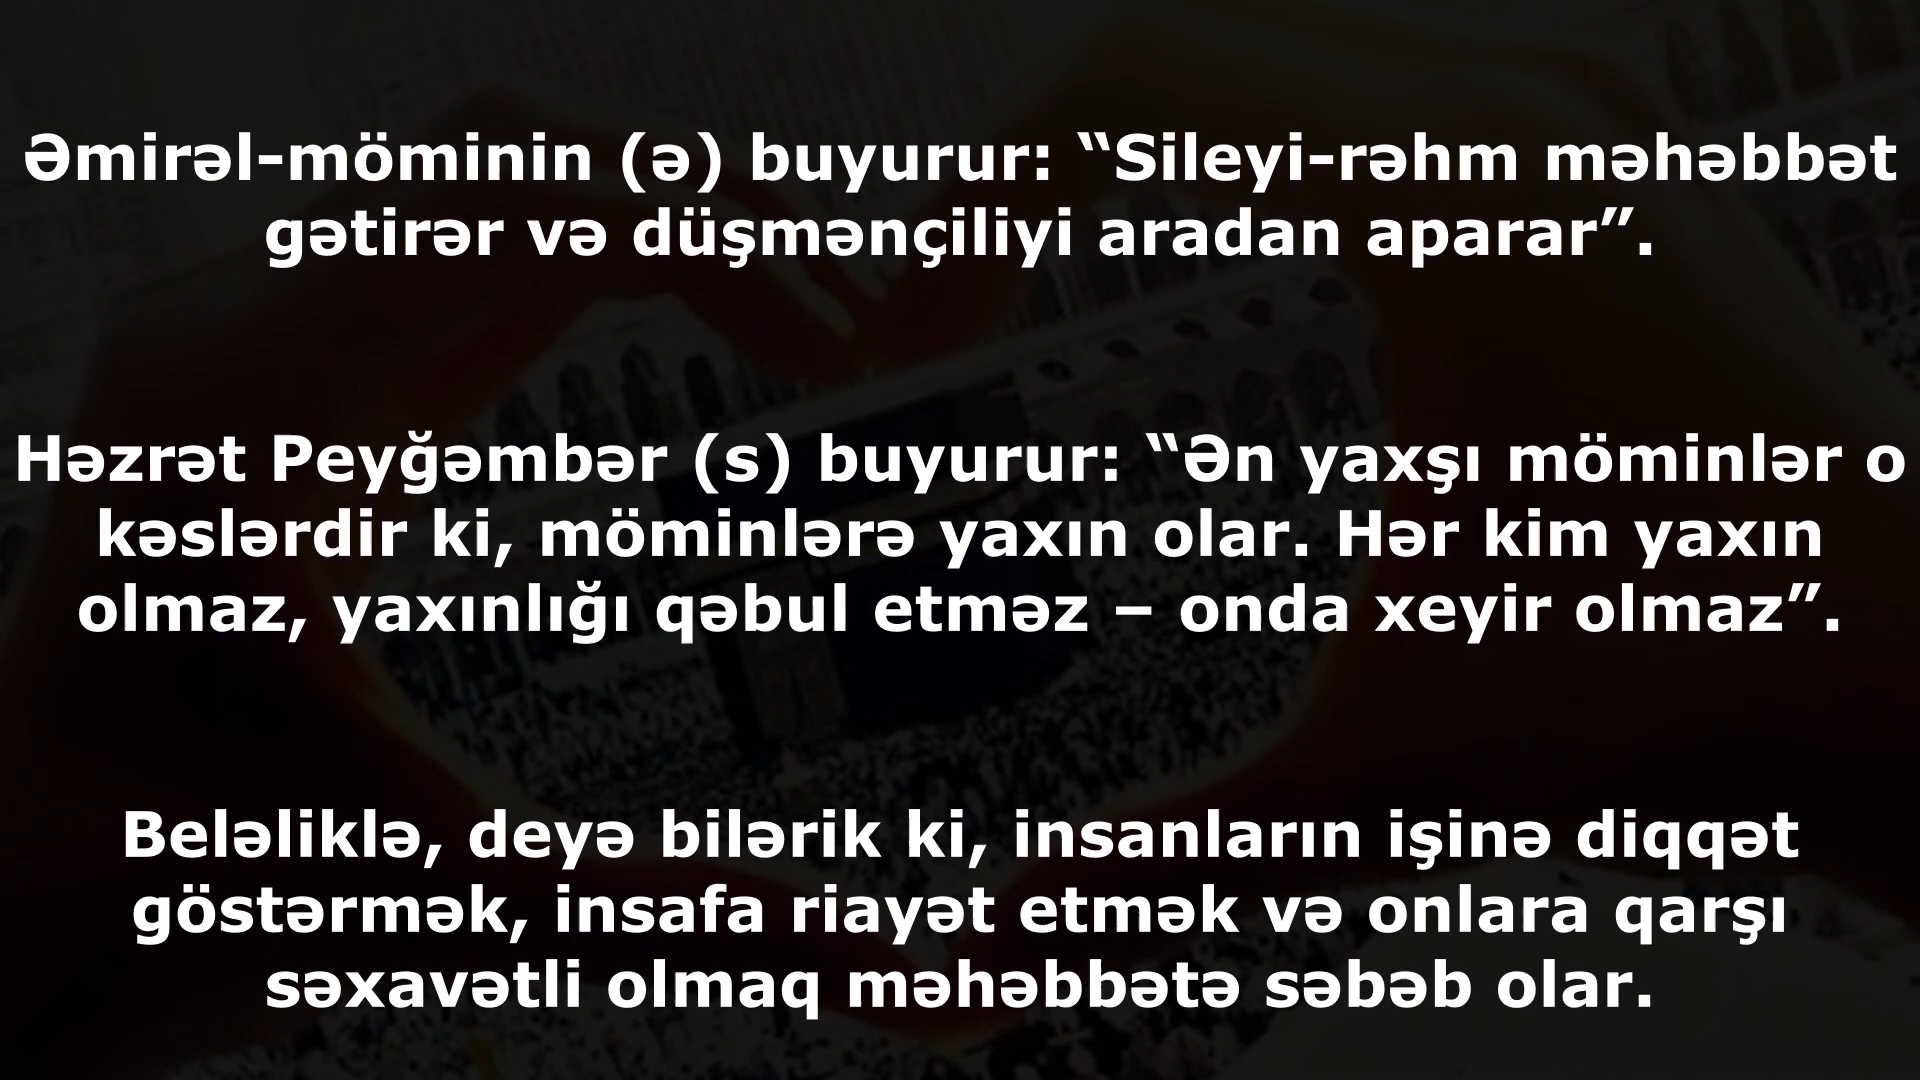 Əmirəl-möminin (ə) buyurur: “Sileyi-rəhm məhəbbət
gətirər və düşmənçiliyi aradan aparar”.
Həzrət Peyğəmbər (s) buyurur: “Ən yaxşı möminlər o
kəslərdir ki, möminlərə yaxın olar. Hər kim yaxın
olmaz, yaxınlığı qəbul etməz – onda xeyir olmaz”.
Beləliklə, deyə bilərik ki, insanların işinə diqqət
göstərmək, insafa riayət etmək və onlara qarşı
səxavətli olmaq məhəbbətə səbəb olar.